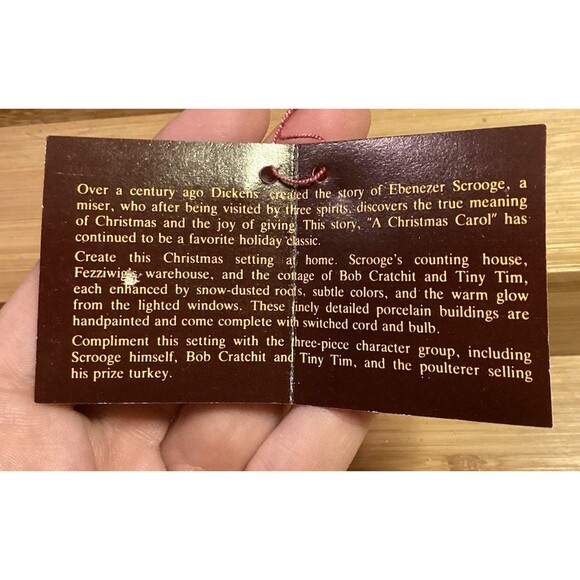 Over a century ago Dickens created the story of Ebenezer Scrooge, a
miser, who after being visited by three spirits, discovers the true meaning
of Christmas and the joy of giving. This story, "A Christmas Carol" has
continued to be a favorite holiday classic.
Create this Christmas setting at home. Scrooge's counting house,
Fezziwig's warehouse, and the cottage of Bob Cratchit and Tiny Tim,
each enhanced by snow-dusted roofs, subtle colors, and the warm glow
from the lighted windows. These finely detailed porcelain buildings are
handpainted and come complete with switched cord and bulb.
Compliment this setting with the three-piece character group, including
Scrooge himself, Bob Cratchit and Tiny Tim, and the poulterer selling
his prize turkey.